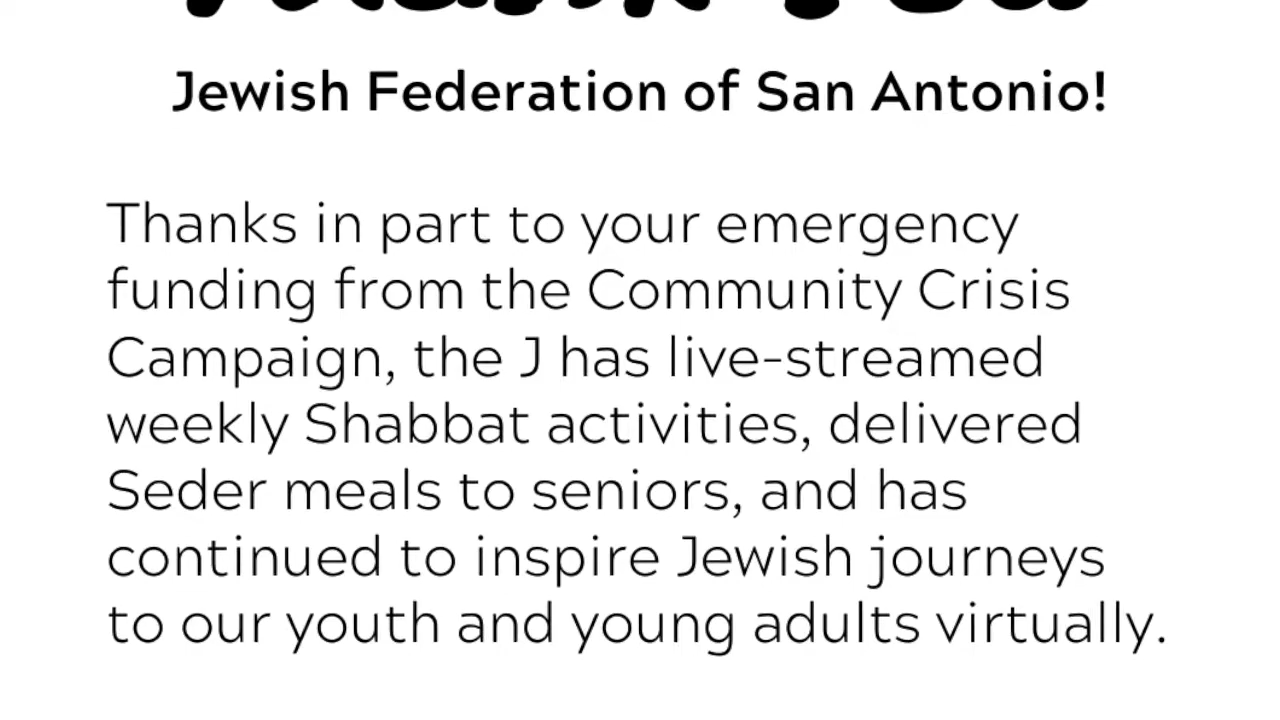 Thank You
Jewish Federation of San Antonio!
Thanks in part to your emergency
funding from the Community Crisis
Campaign, the J has live-streamed
weekly Shabbat activities, delivered
Seder meals to seniors, and has
continued to inspire Jewish journeys
to our youth and young adults virtually.